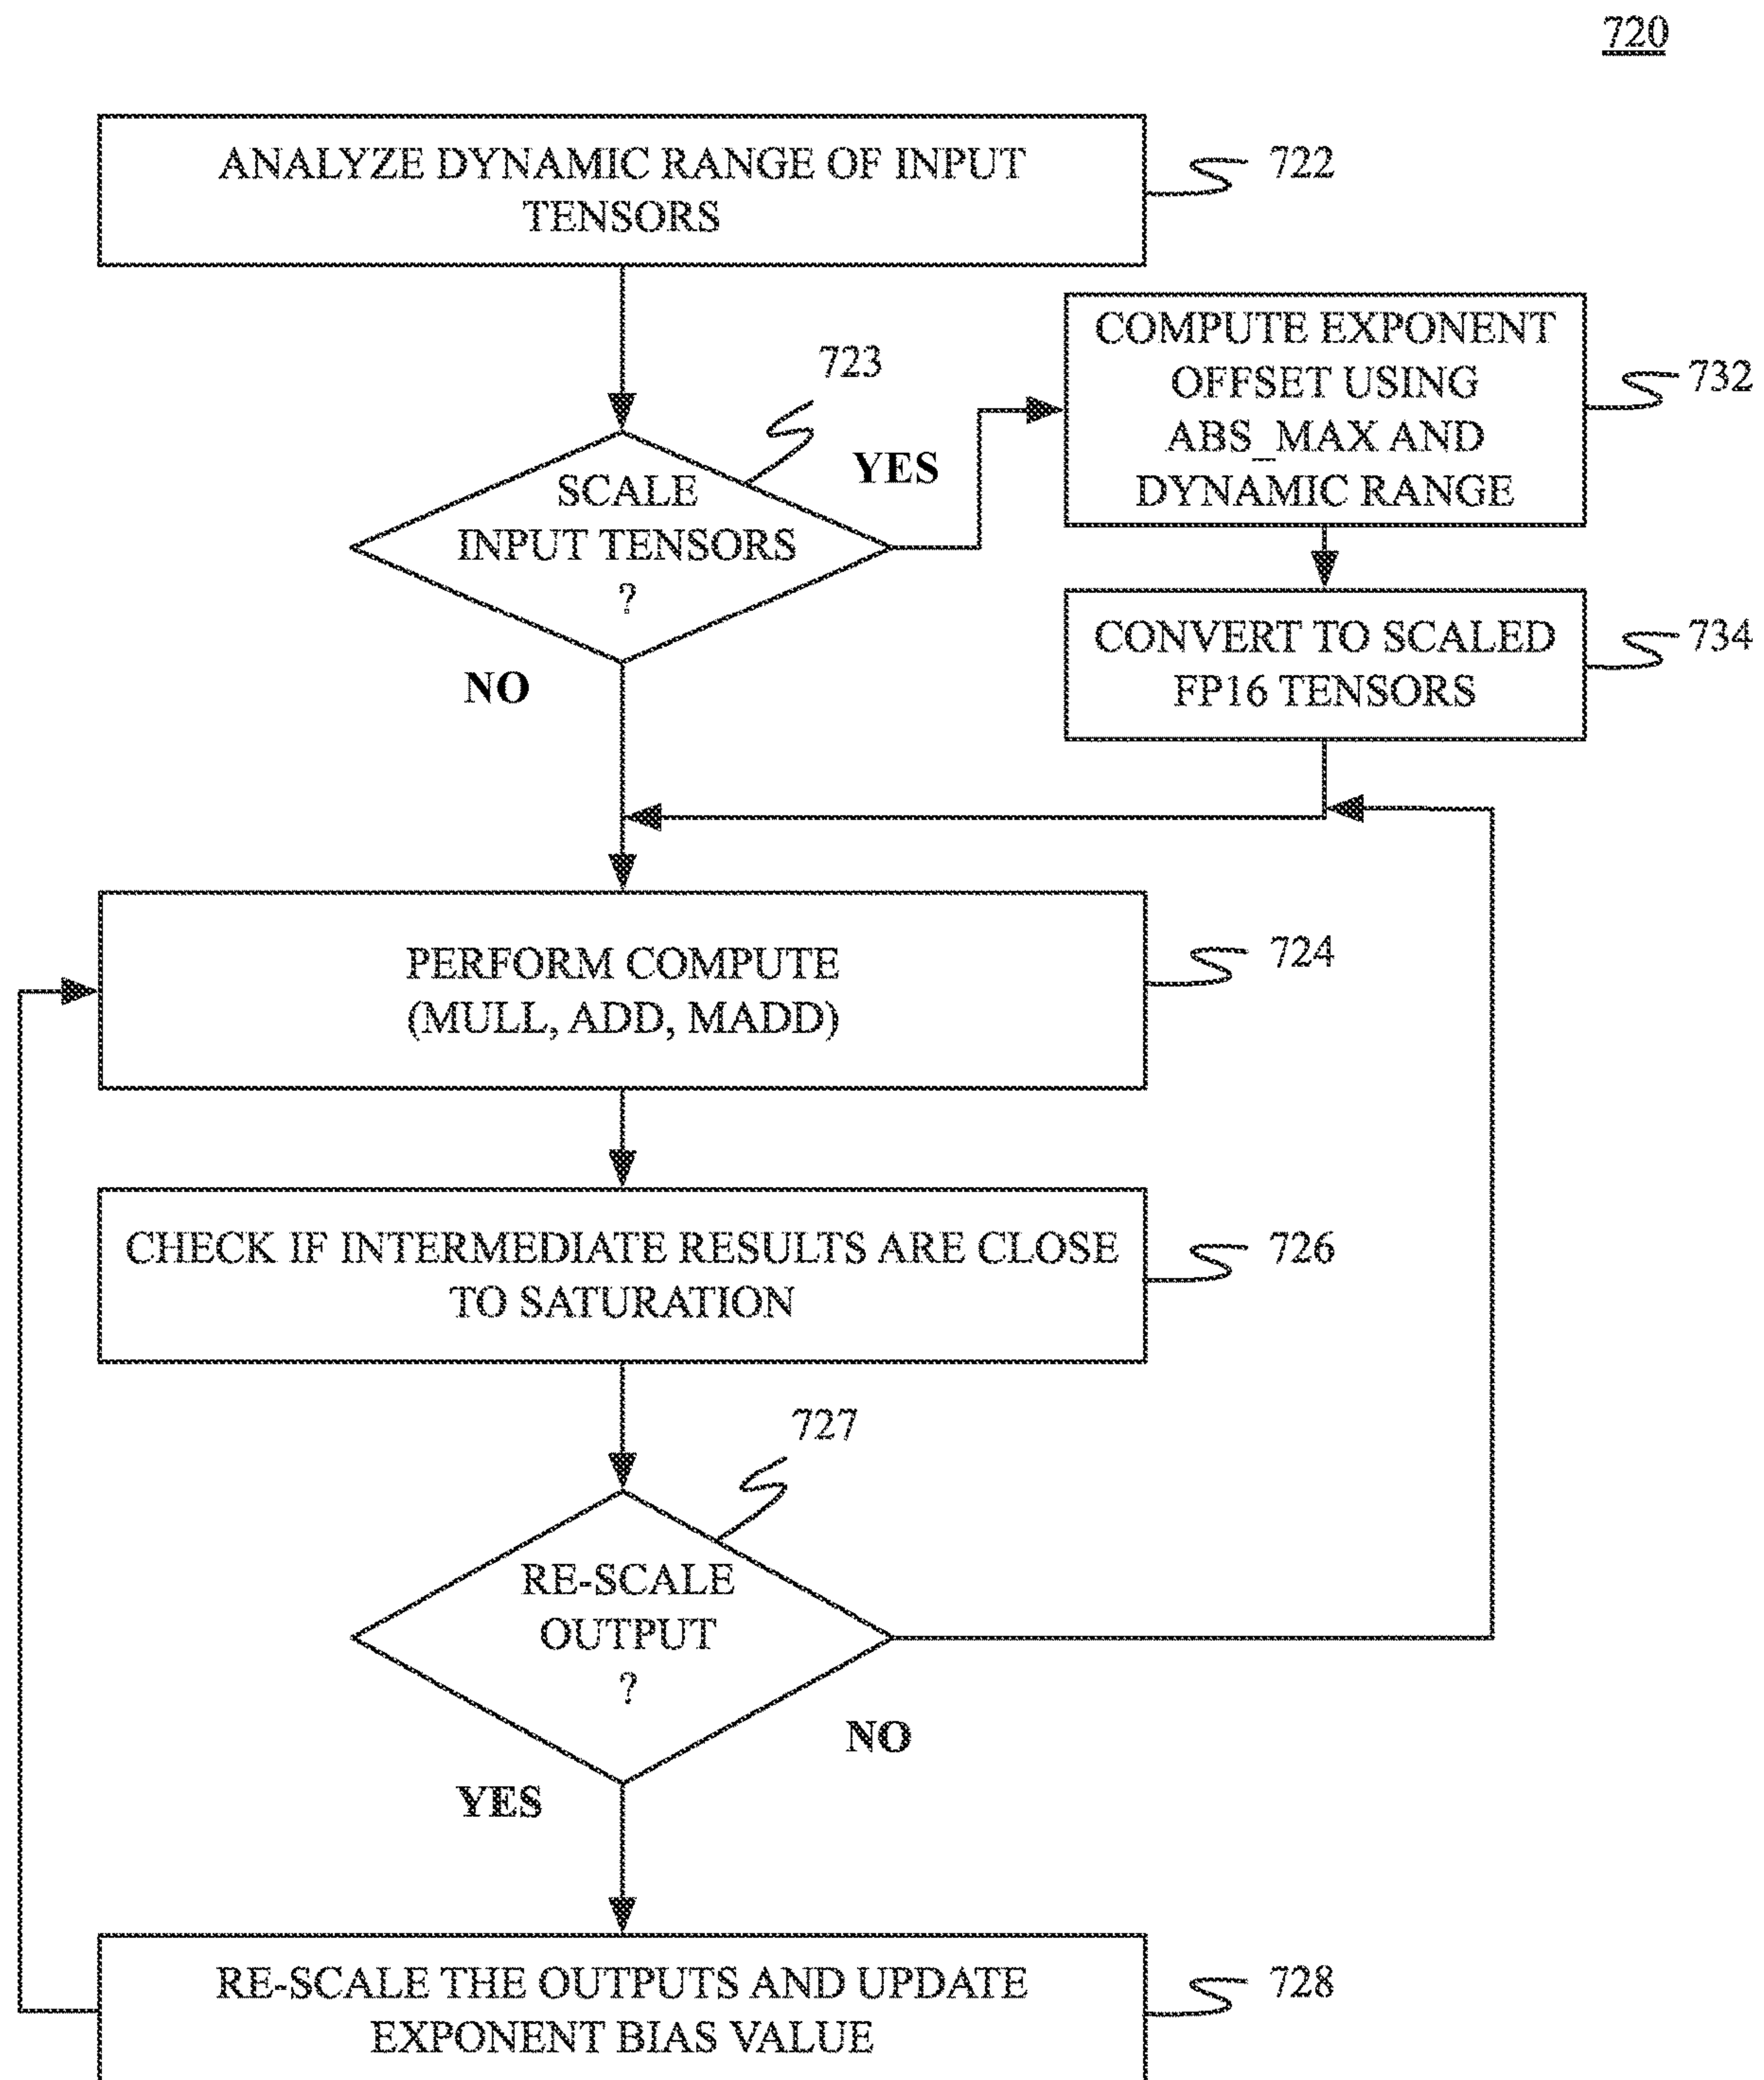 720
ANALYZE DYNAMIC RANGE OF INPUT
TENSORS
722
723
SCALE
INPUT TENSORS
?
YES
NO
COMPUTE EXPONENT
OFFSET USING
ABS_MAX AND
DYNAMIC RANGE
732
CONVERT TO SCALED
FP16 TENSORS
734
PERFORM COMPUTE
(MULL, ADD, MADD)
724
CHECK IF INTERMEDIATE RESULTS ARE CLOSE
TO SATURATION
726
727
RE-SCALE
OUTPUT
?
NO
YES
RE-SCALE THE OUTPUTS AND UPDATE
EXPONENT BIAS VALUE
728